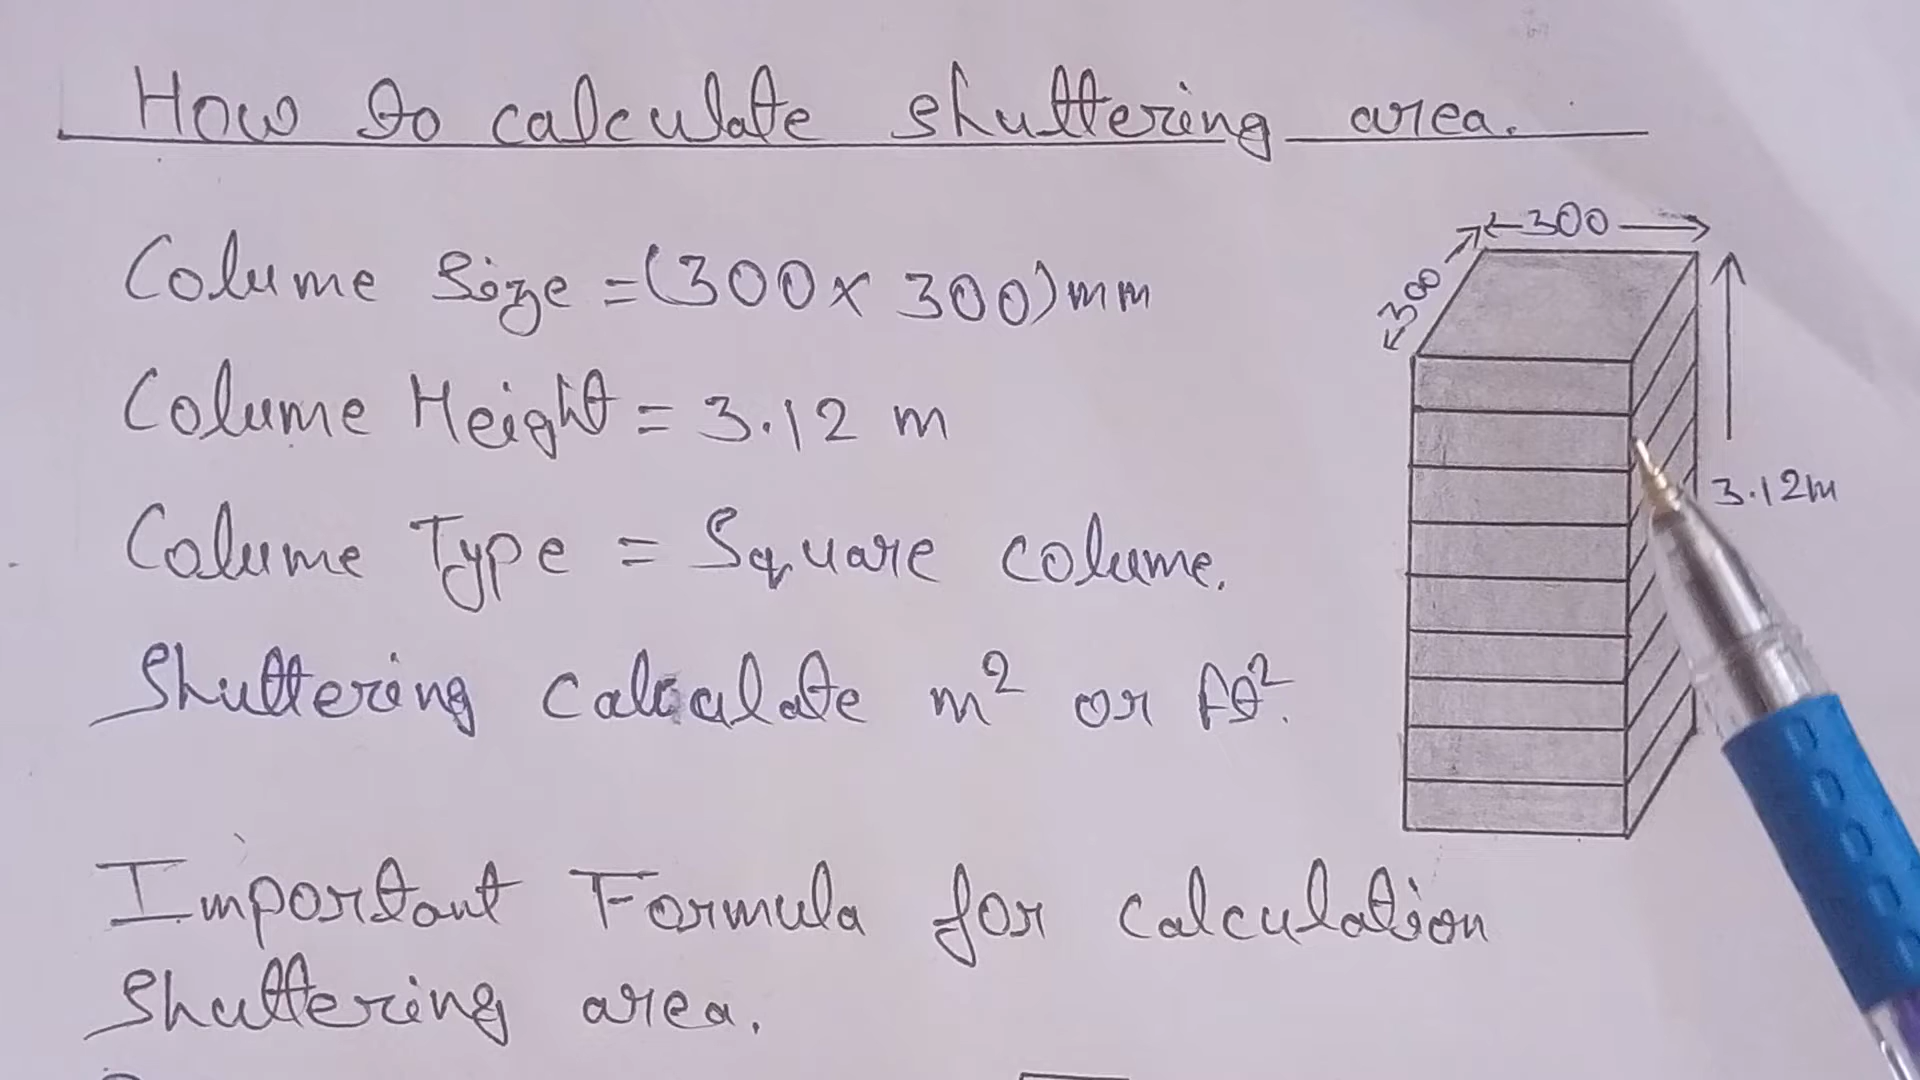 How to calculate shuttering area.
Colume Size = (300 x 300) mm
Colume Height = 3.12 m
Colume Type = Square colume.
Shuttering calculate m² or ft².
Important Formula for calculation
Shuttering area.
300
300
3.12m